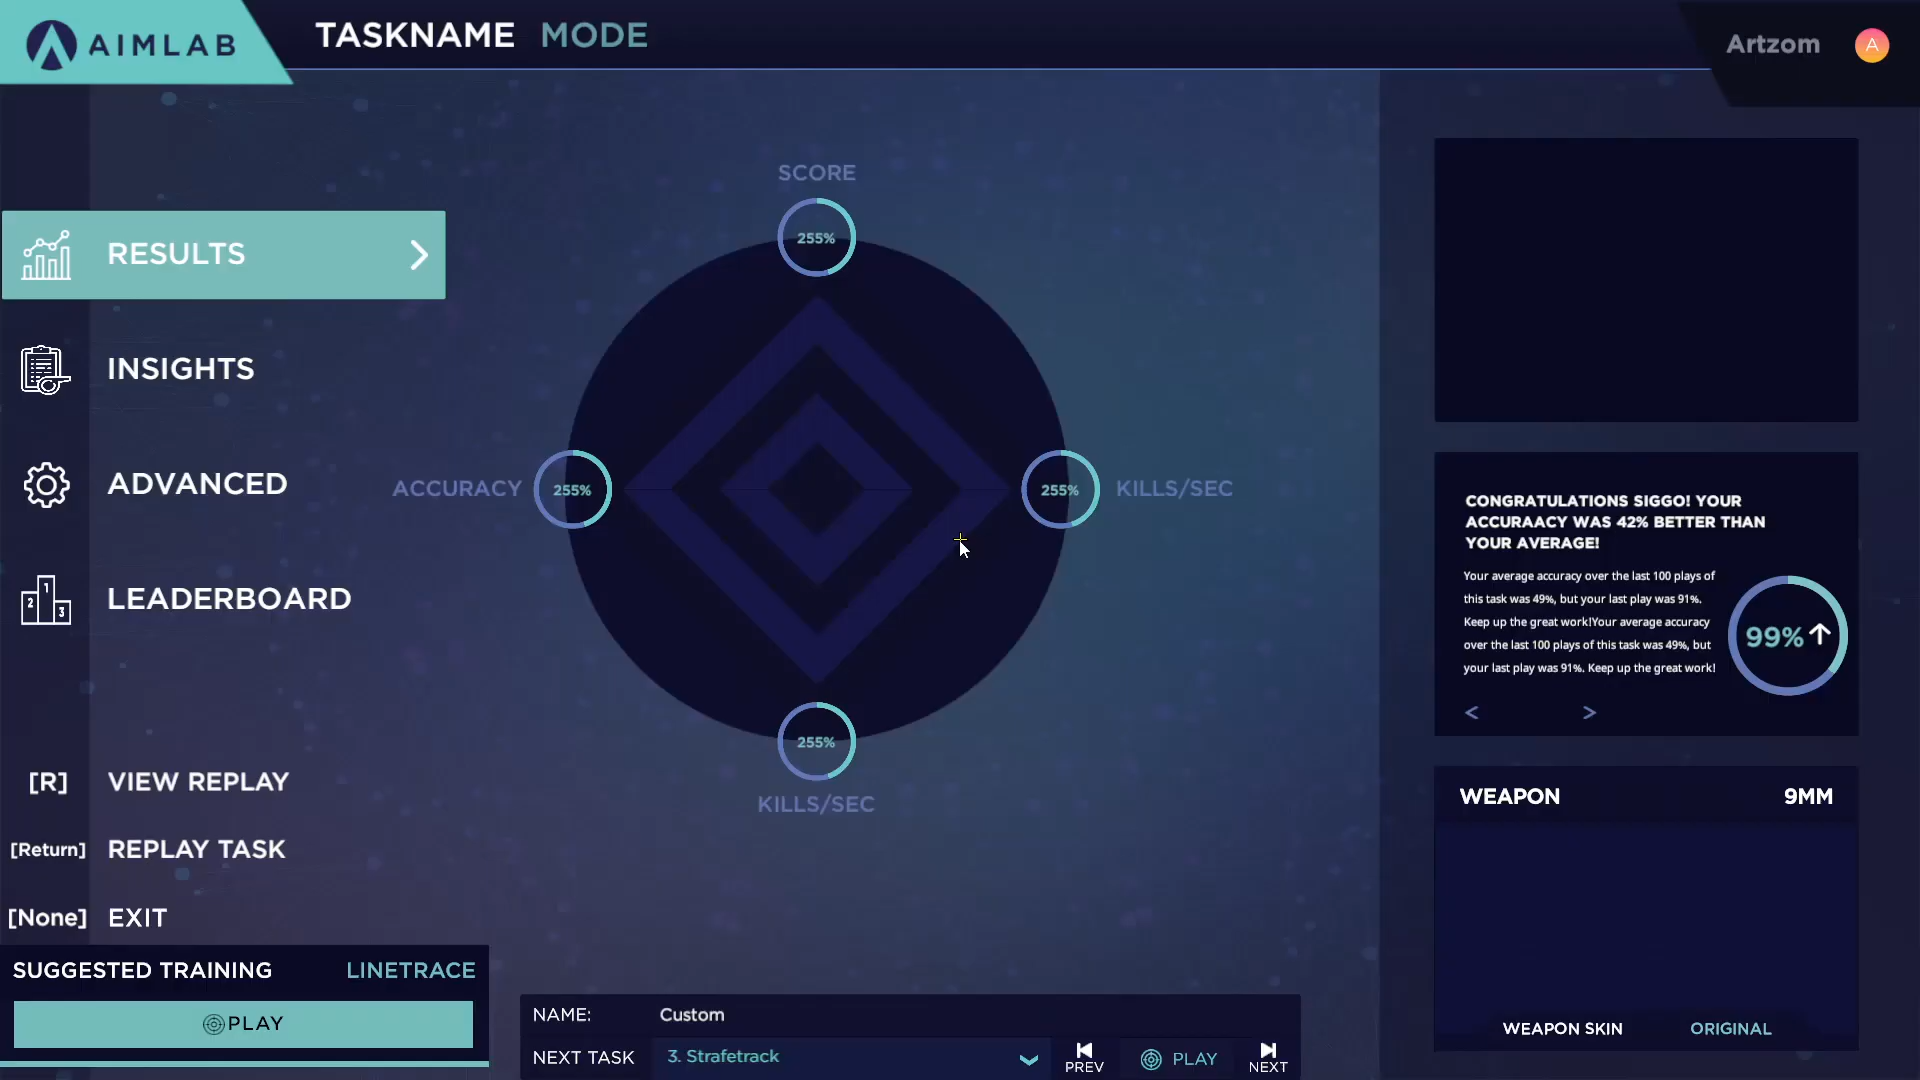 AIMLAB
TASKNAME MODE
Artzom
A
SCORE
255%
RESULTS
INSIGHTS
ADVANCED
ACCURACY
255%
255%
KILLS/SEC
LEADERBOARD
1
2
3
255%
KILLS/SEC
[R] VIEW REPLAY
[Return] REPLAY TASK
[None] EXIT
SUGGESTED TRAINING LINETRACE
PLAY
NAME: Custom
NEXT TASK 3. Strafetrack
PREV
PLAY
NEXT
CONGRATULATIONS SIGGO! YOUR
ACCURAACY WAS 42% BETTER THAN
YOUR AVERAGE!
Your average accuracy over the last 100 plays of
this task was 49%, but your last play was 91%.
Keep up the great work!Your average accuracy
over the last 100 plays of this task was 49%, but
your last play was 91%. Keep up the great work!
99%
< >
WEAPON 9MM
WEAPON SKIN ORIGINAL